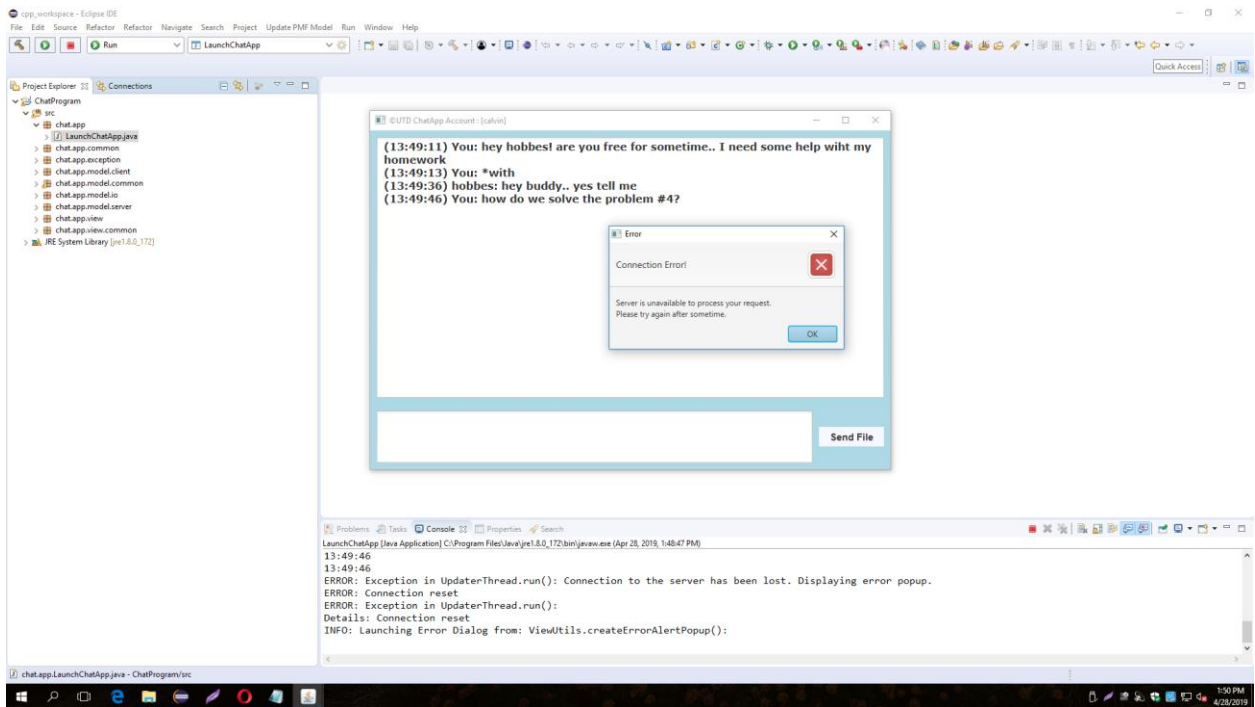 cpp_workspace - Eclipse IDE
File Edit Source Refactor Refactor Navigate Search Project Update PMF Model Run Window Help
Run LaunchChatApp
Quick Access
Project Explorer Connections
ChatProgram
src
chat.app
LaunchChatApp.java
chat.app.common
chat.app.exception
chat.app.model.client
chat.app.model.common
chat.app.model.io
chat.app.model.server
chat.app.view
chat.app.view.common
JRE System Library [jre1.8.0_172]
©UTD ChatApp Account : [calvin]
(13:49:11) You: hey hobbes! are you free for sometime.. I need some help wiht my
homework
(13:49:13) You: *with
(13:49:36) hobbes: hey buddy.. yes tell me
(13:49:46) You: how do we solve the problem #4?
Error
Connection Error!
Server is unavailable to process your request.
Please try again after sometime.
OK
Send File
Problems Tasks Console Properties Search
LaunchChatApp [Java Application] C:\Program Files\Java\jre1.8.0_172\bin\javaw.exe (Apr 28, 2019, 1:48:47 PM)
13:49:46
13:49:46
ERROR: Exception in UpdaterThread.run(): Connection to the server has been lost. Displaying error popup.
ERROR: Connection reset
ERROR: Exception in UpdaterThread.run():
Details: Connection reset
INFO: Launching Error Dialog from: ViewUtils.createErrorAlertPopup():
chat.app.LaunchChatApp.java - ChatProgram/src
1:50 PM
4/28/2019